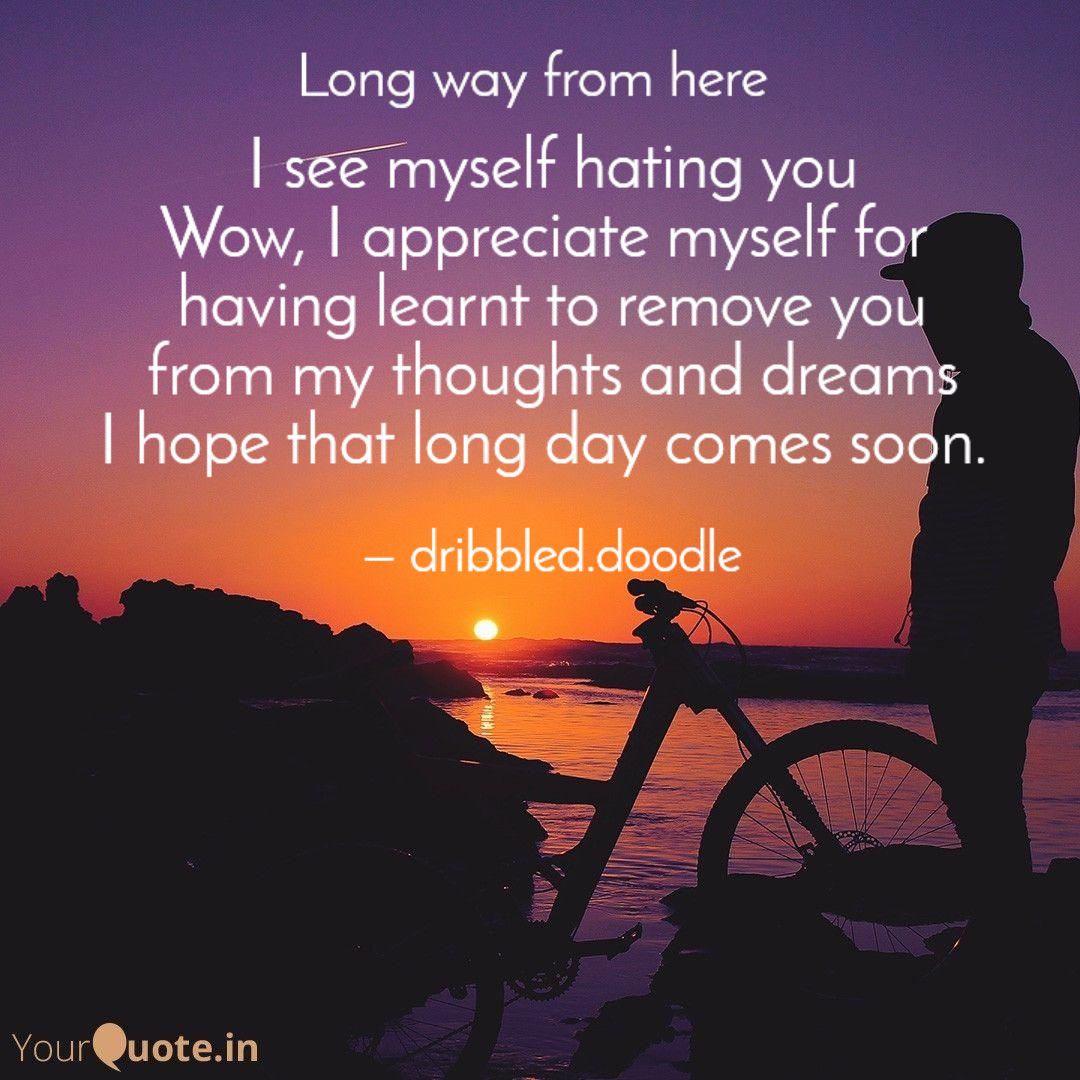 Long way from here
I see myself hating you
Wow, I appreciate myself for
having learnt to remove you
from my thoughts and dreams
I hope that long day comes soon.
— dribbled.doodle
YourQuote.in